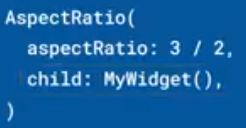 AspectRatio(
  aspectRatio: 3 / 2,
  child: MyWidget(),
)